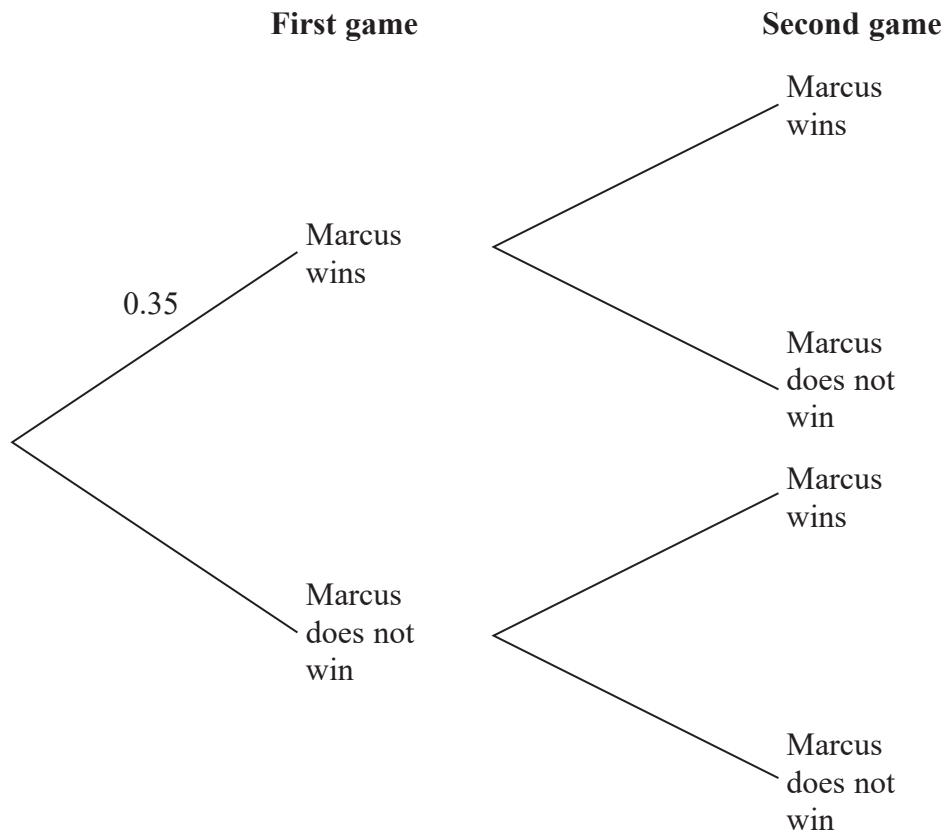 First game
Second game
Marcus
wins
Marcus
wins
0.35
Marcus
does not
win
Marcus
wins
Marcus
does not
win
Marcus
does not
win